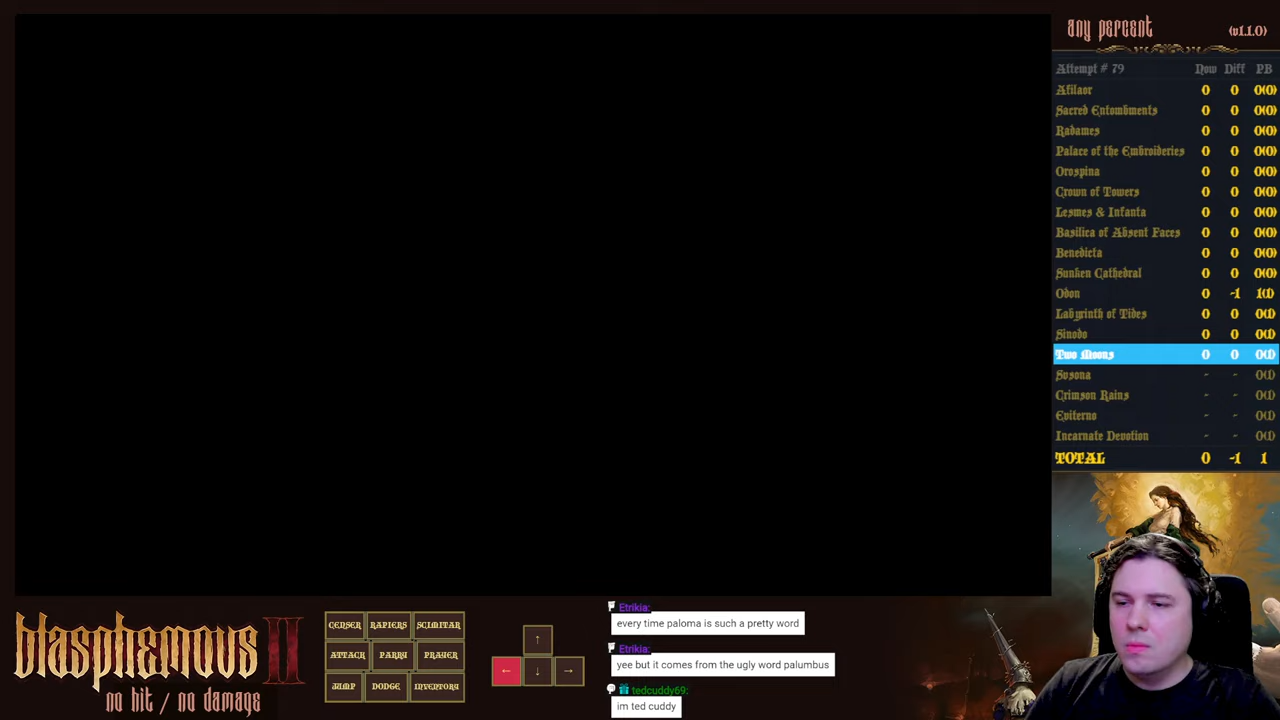 any percent (v1.1.0)
Attempt # 79 Now Diff PB
Afilaor 0 0 0(0)
Sacred Entombments 0 0 0(0)
Radames 0 0 0(0)
Palace of the Embroideries 0 0 0(0)
Orospina 0 0 0(0)
Crown of Towers 0 0 0(0)
Lesmes & Infanta 0 0 0(0)
Basilica of Absent Faces 0 0 0(0)
Benedicta 0 0 0(0)
Sunken Cathedral 0 0 0(0)
Odon 0 -1 1(1)
Labyrinth of Tides 0 0 0(1)
Sinodo 0 0 0(1)
Two Moons 0 0 0(1)
Svsona - - 0(1)
Crimson Rains - - 0(1)
Eviterno - - 0(1)
Incarnate Devotion - - 0(1)
TOTAL 0 -1 1
blasphemous II
no hit / no damage
CENSER RAPIERS SCIMITAR
ATTACK PARRY PRAYER
JUMP DODGE INVENTORY
↑
← ↓ →
Etrikia:
every time paloma is such a pretty word
Etrikia:
yee but it comes from the ugly word palumbus
tedcuddy69:
im ted cuddy